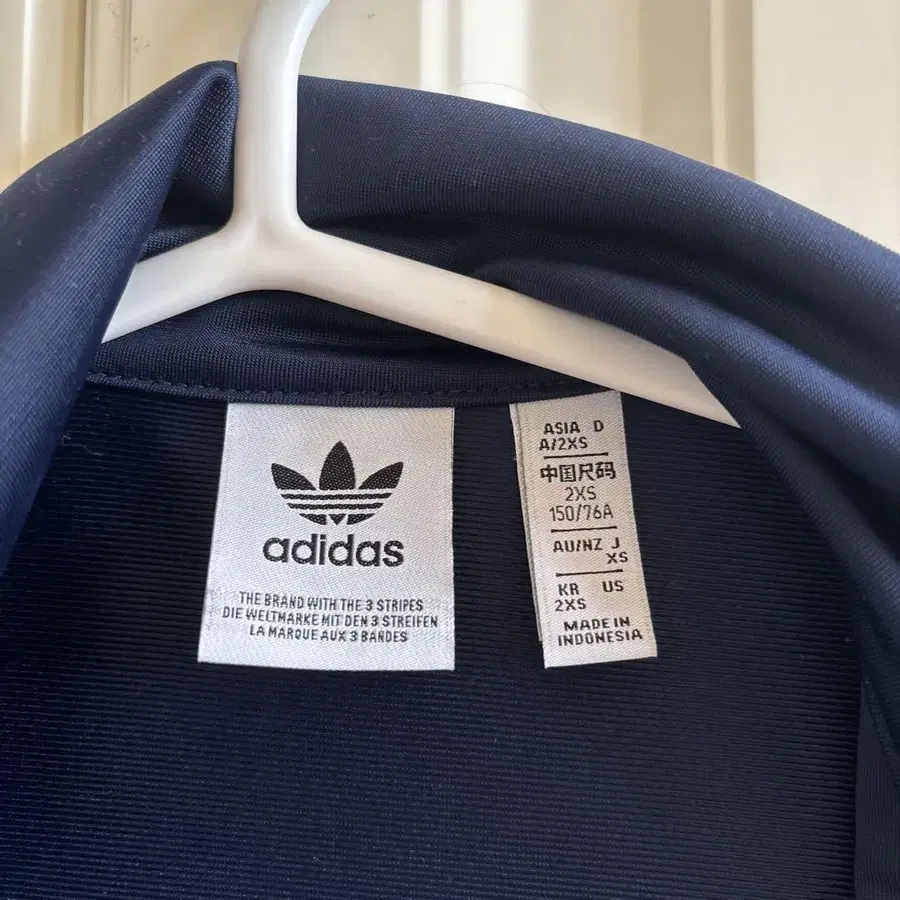 adidas
THE BRAND WITH THE 3 STRIPES
DIE WELTMARKE MIT DEN 3 STREIFEN
LA MARQUE AUX 3 BANDES
ASIA D
A/2XS
中国尺码
2XS
150/76A
AU/NZ J
XS
KR US
2XS
MADE IN
INDONESIA